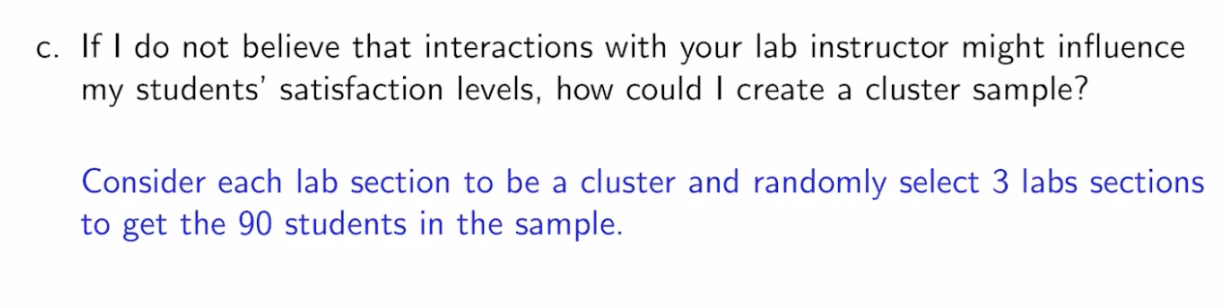 c. If I do not believe that interactions with your lab instructor might influence
my students' satisfaction levels, how could I create a cluster sample?
Consider each lab section to be a cluster and randomly select 3 labs sections
to get the 90 students in the sample.